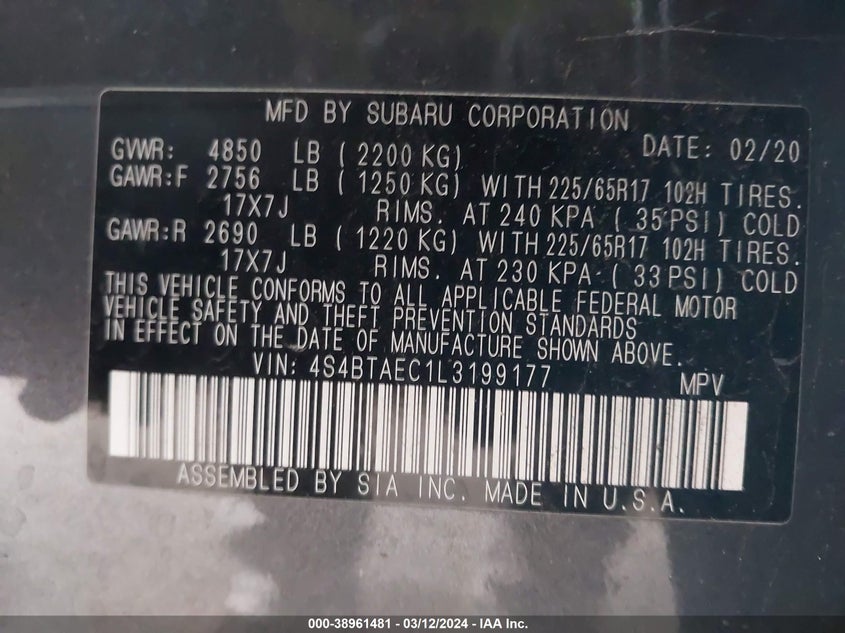 MFD BY SUBARU CORPORATION
GVWR: 4850 LB ( 2200 KG) DATE: 02/20
GAWR:F 2756 LB ( 1250 KG) WITH 225/65R17 102H TIRES.
17X7J RIMS. AT 240 KPA ( 35 PSI) COLD
GAWR:R 2690 LB ( 1220 KG) WITH 225/65R17 102H TIRES.
17X7J RIMS. AT 230 KPA ( 33 PSI) COLD
THIS VEHICLE CONFORMS TO ALL APPLICABLE FEDERAL MOTOR
VEHICLE SAFETY AND THEFT PREVENTION STANDARDS
IN EFFECT ON THE DATE OF MANUFACTURE SHOWN ABOVE.
VIN: 4S4BTAEC1L3199177 MPV
ASSEMBLED BY SIA INC. MADE IN U.S.A.
000-38961481 - 03/12/2024 - IAA Inc.